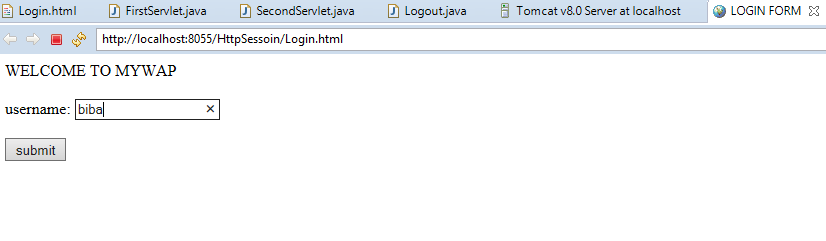 Login.html FirstServlet.java SecondServlet.java Logout.java Tomcat v8.0 Server at localhost LOGIN FORM
http://localhost:8055/HttpSessoin/Login.html
WELCOME TO MYWAP
username: biba
submit